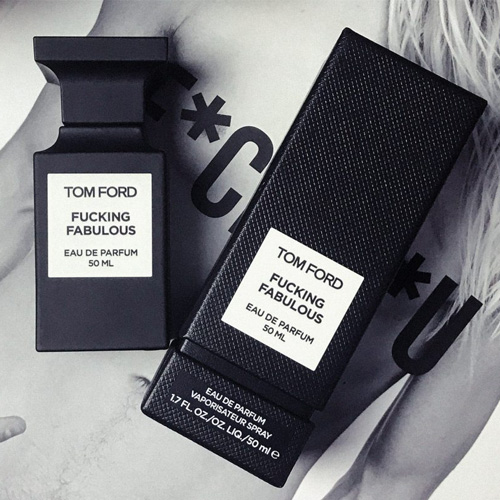 TOM FORD
FUCKING
FABULOUS
EAU DE PARFUM
50 ML
TOM FORD
FUCKING
FABULOUS
EAU DE PARFUM
50 ML
EAU DE PARFUM
VAPORISATEUR SPRAY
1.7 FL.OZ./OZ. LIQ./50 ml ℮
*U